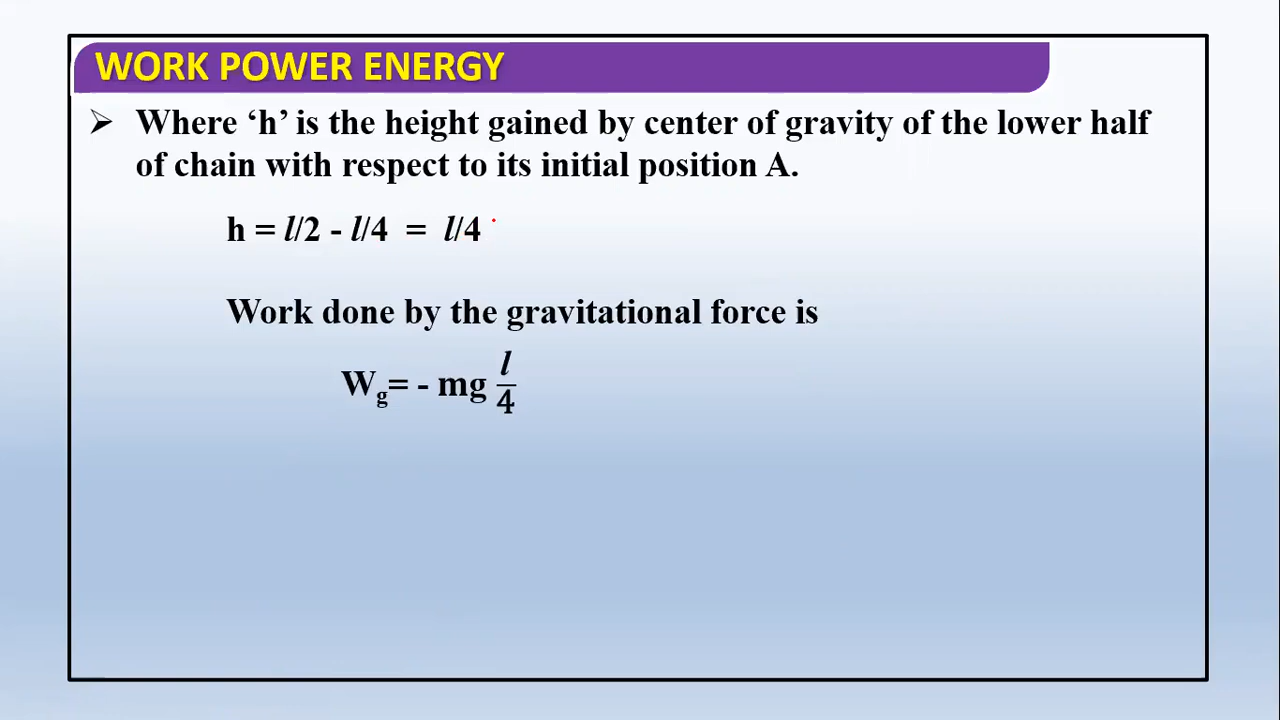 WORK POWER ENERGY
➢ Where ‘h’ is the height gained by center of gravity of the lower half
of chain with respect to its initial position A.
h = l/2 - l/4 = l/4
Work done by the gravitational force is
Wg= - mg l/4